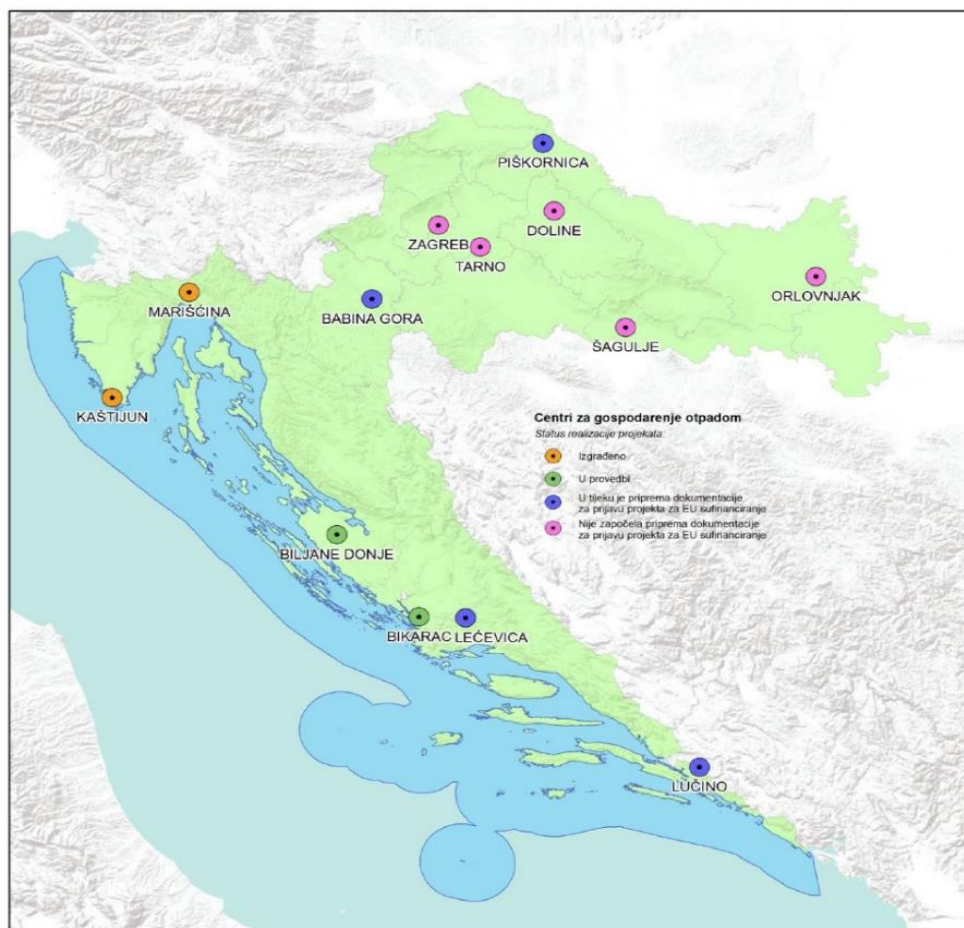 PIŠKORNICA
DOLINE
ZAGREB
TARNO
ORLOVNJAK
MARIŠĆINA
BABINA GORA
ŠAGULJE
KAŠTIJUN
Centri za gospodarenje otpadom
Status realizacije projekata:
Izgrađeno
U provedbi
U tijeku je priprema dokumentacije
za prijavu projekta za EU sufinanciranje
Nije započela priprema dokumentacije
za prijavu projekta za EU sufinanciranje
BILJANE DONJE
BIKARAC
LEĆEVICA
LUČINO